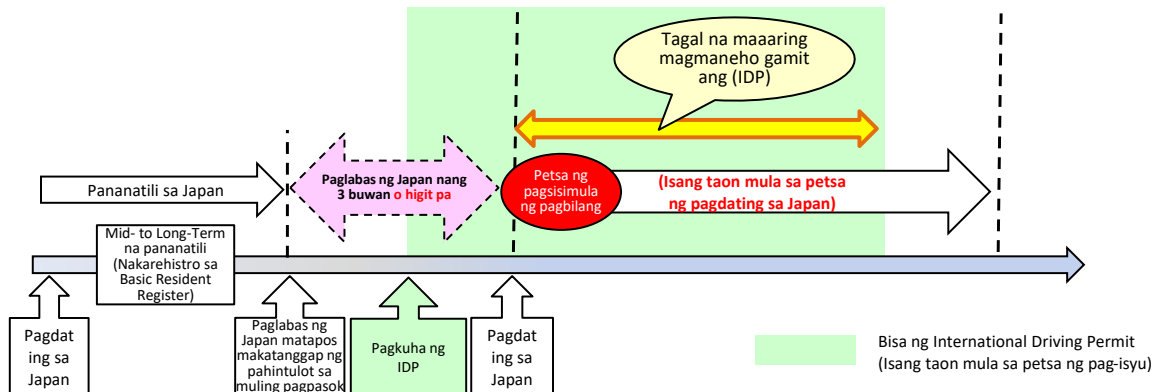 Tagal na maaaring
magmaneho gamit
ang (IDP)
Pananatili sa Japan
Paglabas ng Japan nang
3 buwan o higit pa
Petsa ng
pagsisimula
ng pagbilang
(Isang taon mula sa petsa
ng pagdating sa Japan)
Mid- to Long-Term
na pananatili
(Nakarehistro sa
Basic Resident
Register)
Pagdat
ing sa
Japan
Paglabas ng
Japan matapos
makatanggap ng
pahintulot sa
muling pagpasok
Pagkuha ng
IDP
Pagdat
ing sa
Japan
Bisa ng International Driving Permit
(Isang taon mula sa petsa ng pag-isyu)